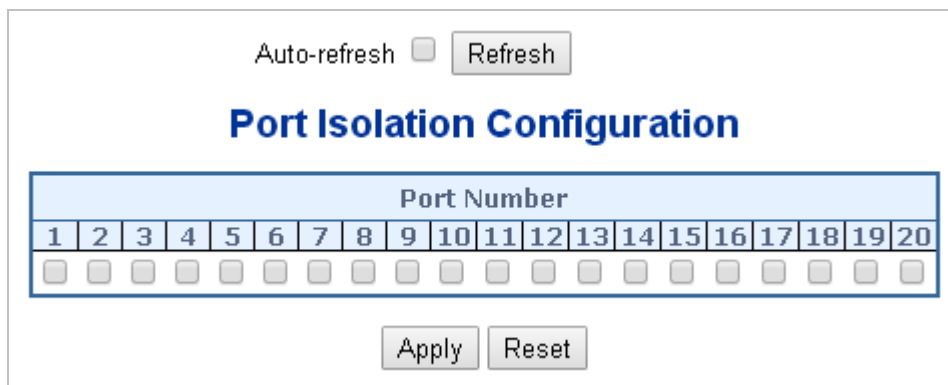 Auto-refresh Refresh
Port Isolation Configuration
Port Number
1 2 3 4 5 6 7 8 9 10 11 12 13 14 15 16 17 18 19 20
Apply Reset